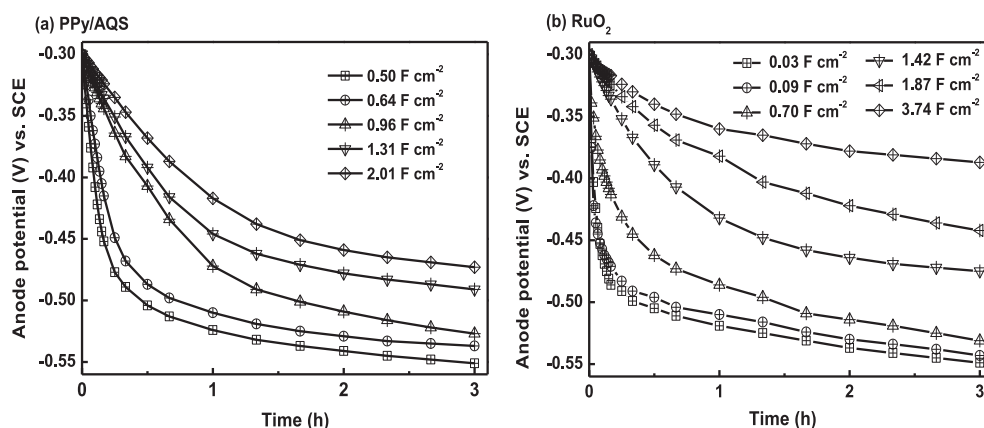 (a) PPy/AQS
-0.30
-0.35
-0.40
-0.45
-0.50
-0.55
Anode potential (V) vs. SCE
0.50 F cm-2
0.64 F cm-2
0.96 F cm-2
1.31 F cm-2
2.01 F cm-2
0
1
2
3
Time (h)
(b) RuO2
-0.30
-0.35
-0.40
-0.45
-0.50
-0.55
Anode potential (V) vs. SCE
0.03 F cm-2
0.09 F cm-2
0.70 F cm-2
1.42 F cm-2
1.87 F cm-2
3.74 F cm-2
0
1
2
3
Time (h)